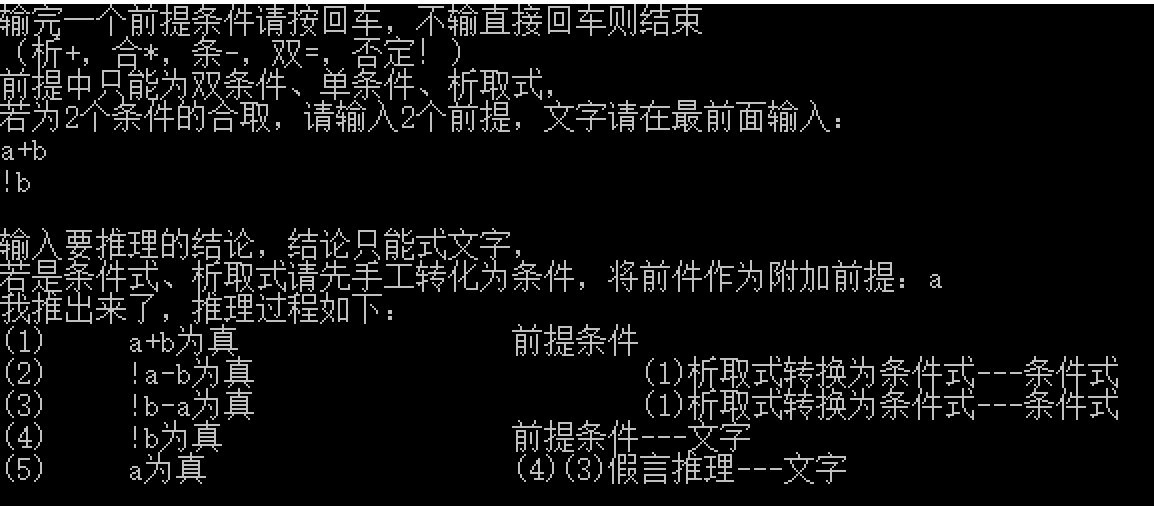 输完一个前提条件请按回车，不输直接回车则结束
（析+，合*，条-，双=，否定!）
前提中只能为双条件、单条件、析取式，
若为2个条件的合取，请输入2个前提，文字请在最前面输入：
a+b
!b
输入要推理的结论，结论只能式文字，
若是条件式、析取式请先手工转化为条件，将前件作为附加前提：a
我推出来了，推理过程如下：
(1) a+b为真 前提条件
(2) !a-b为真 (1)析取式转换为条件式---条件式
(3) !b-a为真 (1)析取式转换为条件式---条件式
(4) !b为真 前提条件---文字
(5) a为真 (4)(3)假言推理---文字